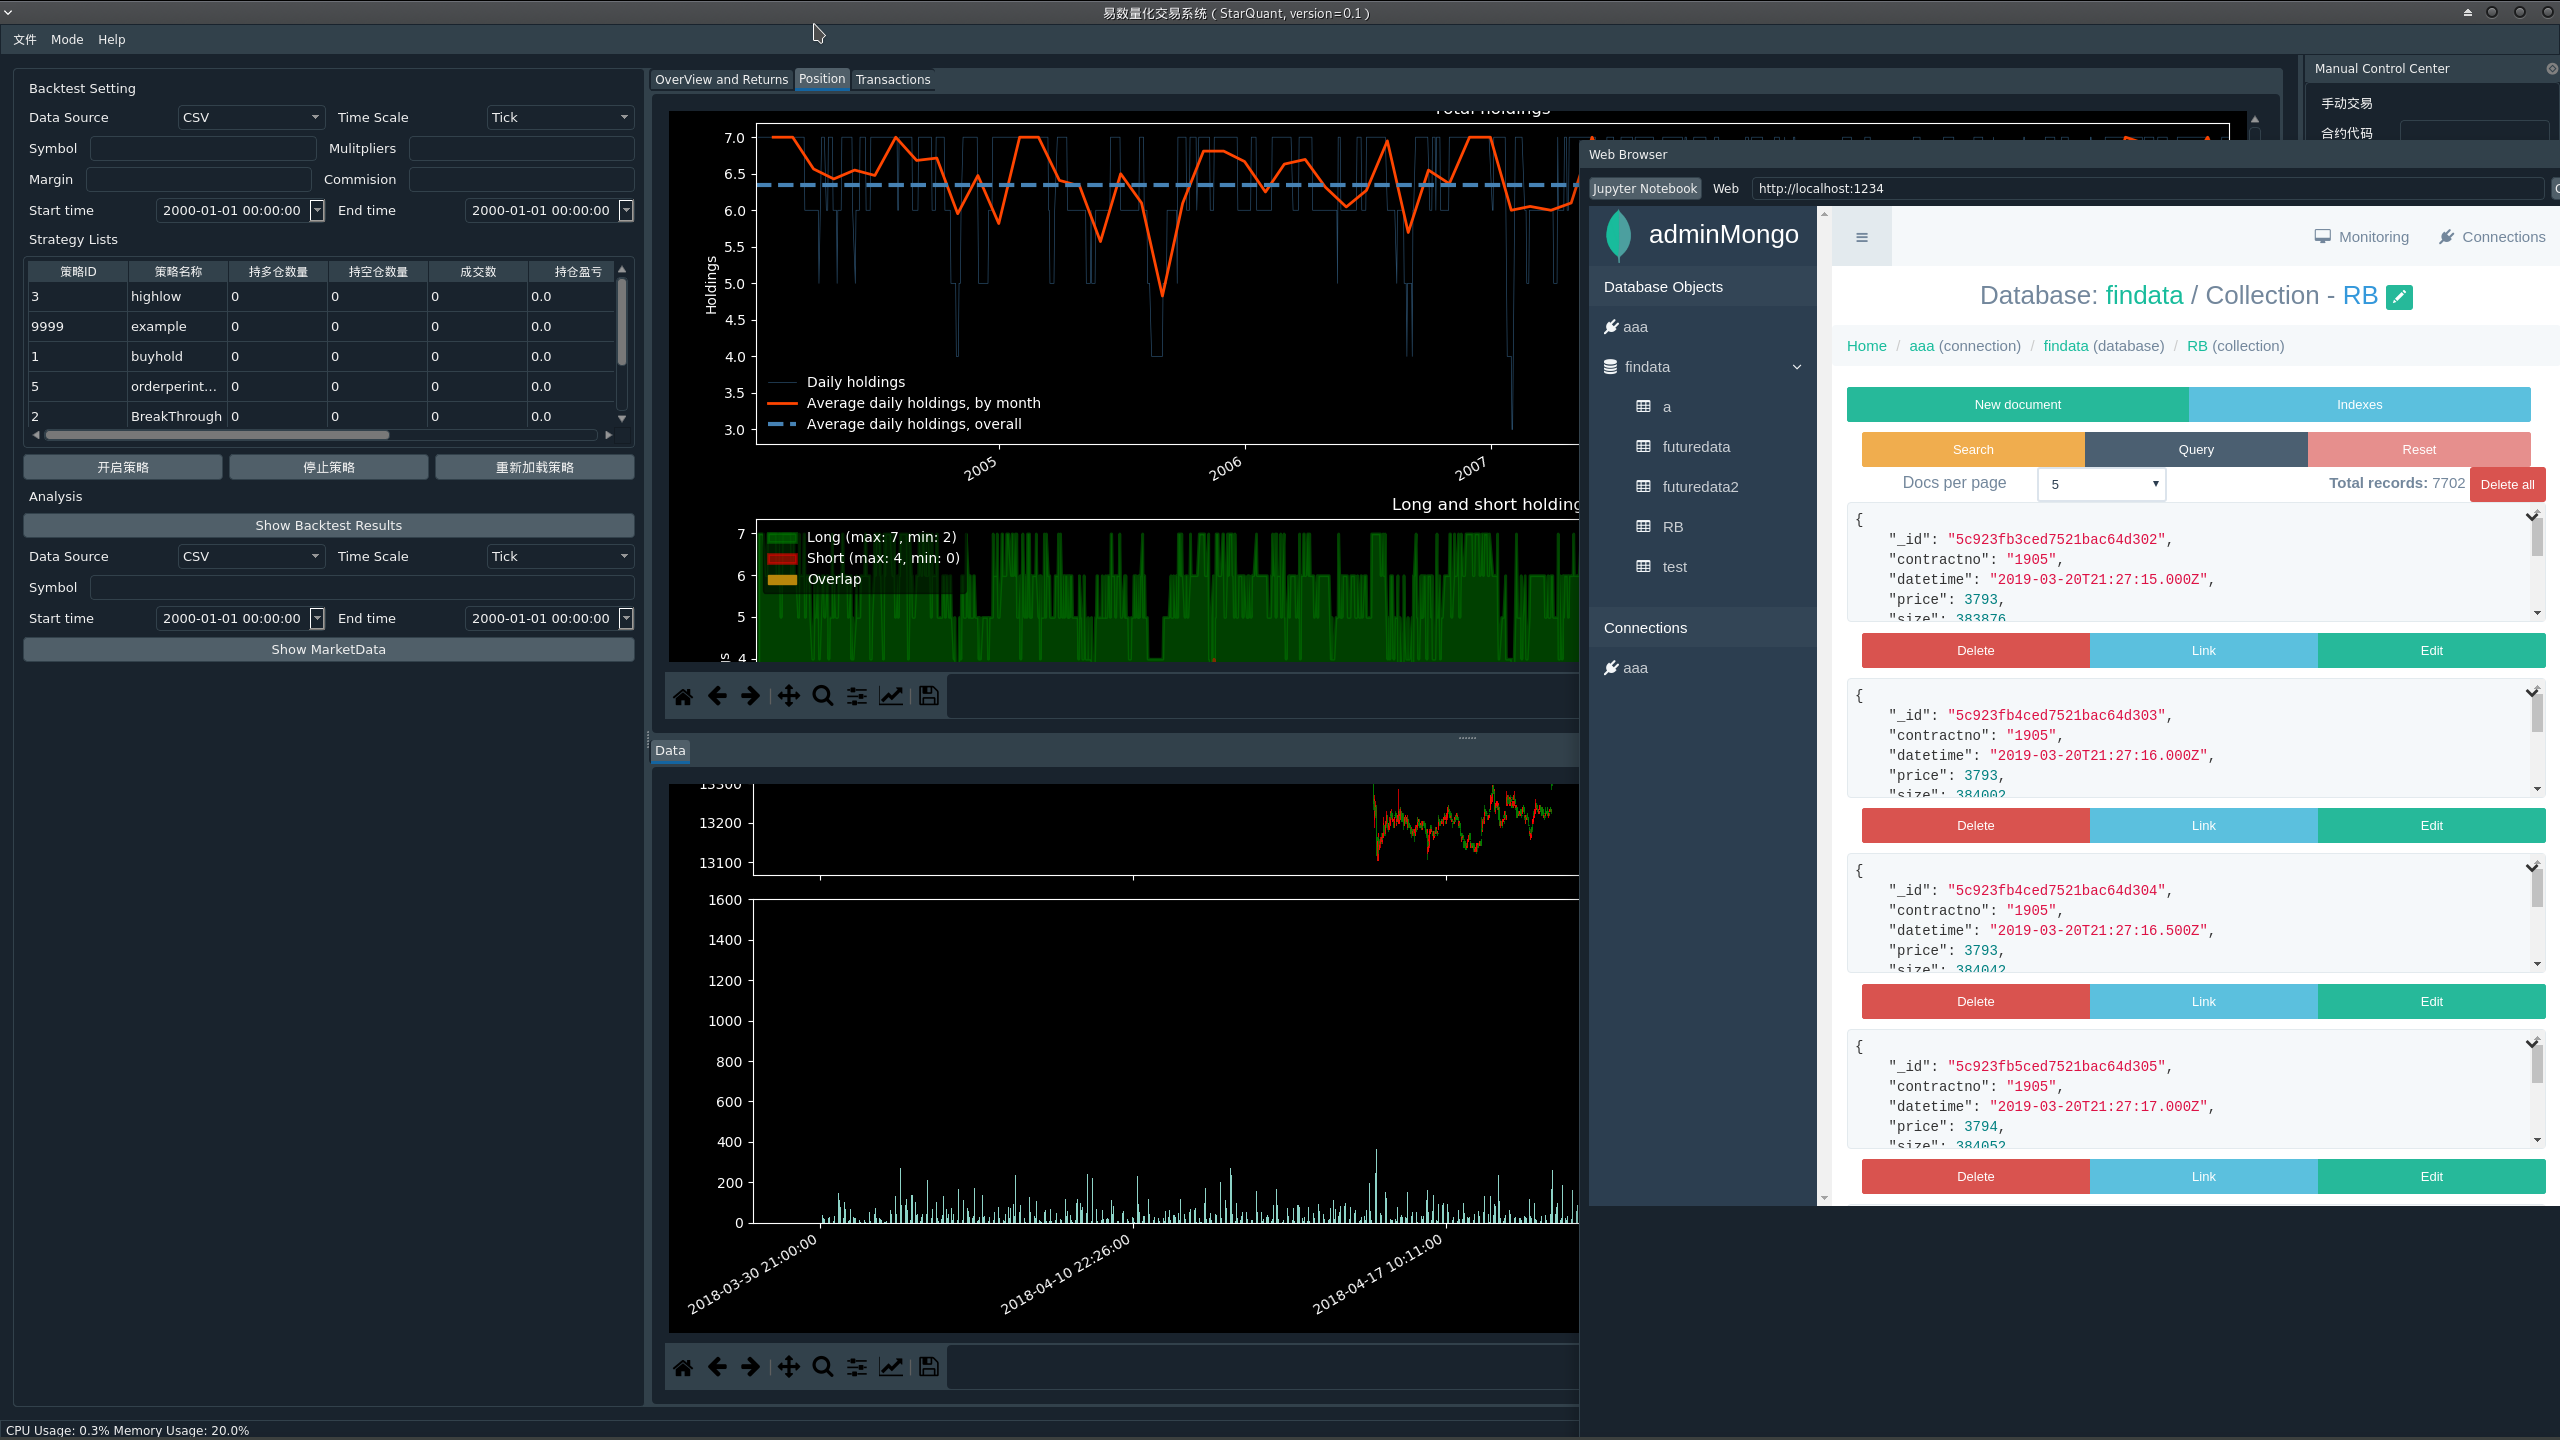 易数量化交易系统 ( StarQuant, version=0.1 )
文件 Mode Help
Backtest Setting
Data Source CSV Time Scale Tick
Symbol Mulitpliers
Margin Commision
Start time 2000-01-01 00:00:00 End time 2000-01-01 00:00:00
Strategy Lists
策略ID 策略名称 持多仓数量 持空仓数量 成交数 持仓盈亏
3 highlow 0 0 0 0.0
9999 example 0 0 0 0.0
1 buyhold 0 0 0 0.0
5 orderperint... 0 0 0 0.0
2 BreakThrough 0 0 0 0.0
开启策略 停止策略 重新加载策略
Analysis
Show Backtest Results
Data Source CSV Time Scale Tick
Symbol
Start time 2000-01-01 00:00:00 End time 2000-01-01 00:00:00
Show MarketData
OverView and Returns Position Transactions
Total holdings
7.0
6.5
6.0
5.5
5.0
4.5
4.0
3.5
3.0
Holdings
Daily holdings
Average daily holdings, by month
Average daily holdings, overall
2005 2006 2007
Long and short holding
7
6
5
4
Long (max: 7, min: 2)
Short (max: 4, min: 0)
Overlap
Data
13300
13200
13100
1600
1400
1200
1000
800
600
400
200
0
2018-03-30 21:00:00 2018-04-10 22:26:00 2018-04-17 10:11:00
Manual Control Center
手动交易
合约代码
Web Browser
Jupyter Notebook Web http://localhost:1234
adminMongo
Database Objects
aaa
findata
a
futuredata
futuredata2
RB
test
Connections
aaa
Monitoring Connections
Database: findata / Collection - RB
Home / aaa (connection) / findata (database) / RB (collection)
New document Indexes
Search Query Reset
Docs per page 5 Total records: 7702 Delete all
{
"_id": "5c923fb3ced7521bac64d302",
"contractno": "1905",
"datetime": "2019-03-20T21:27:15.000Z",
"price": 3793,
"size": 383876
Delete Link Edit
{
"_id": "5c923fb4ced7521bac64d303",
"contractno": "1905",
"datetime": "2019-03-20T21:27:16.000Z",
"price": 3793,
"size": 384002
Delete Link Edit
{
"_id": "5c923fb4ced7521bac64d304",
"contractno": "1905",
"datetime": "2019-03-20T21:27:16.500Z",
"price": 3793,
"size": 384042
Delete Link Edit
{
"_id": "5c923fb5ced7521bac64d305",
"contractno": "1905",
"datetime": "2019-03-20T21:27:17.000Z",
"price": 3794,
"size": 384052
Delete Link Edit
CPU Usage: 0.3% Memory Usage: 20.0%